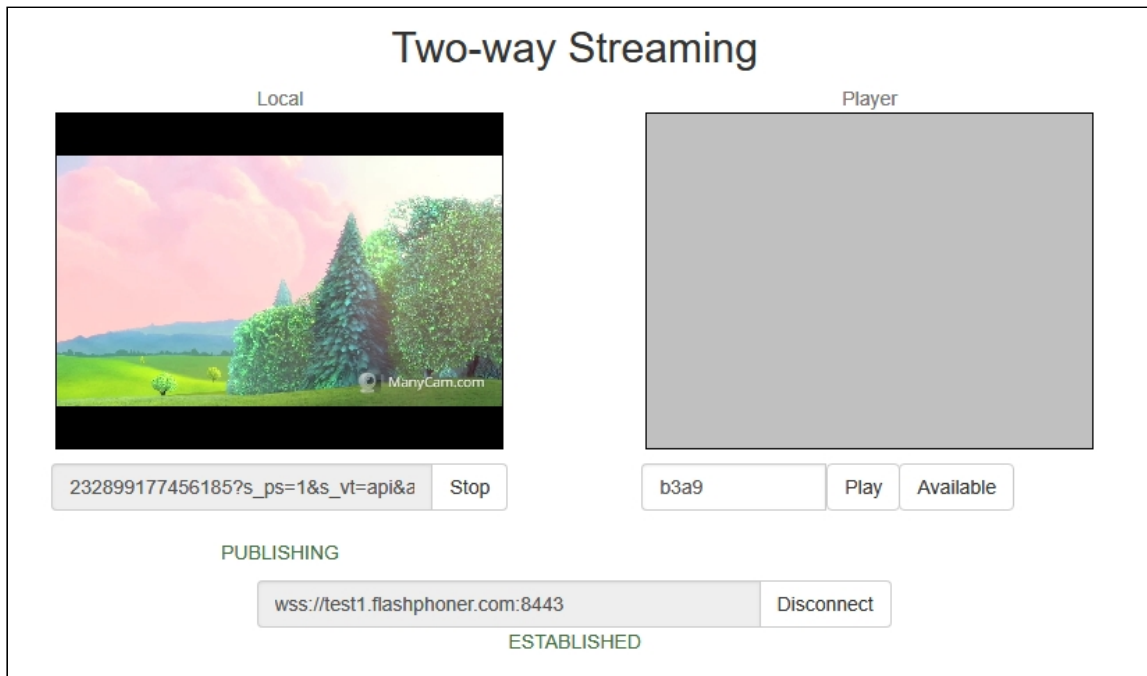 Two-way Streaming
Local
Player
ManyCam.com
232899177456185?s_ps=1&s_vt=api&a
Stop
b3a9
Play
Available
PUBLISHING
wss://test1.flashphoner.com:8443
Disconnect
ESTABLISHED